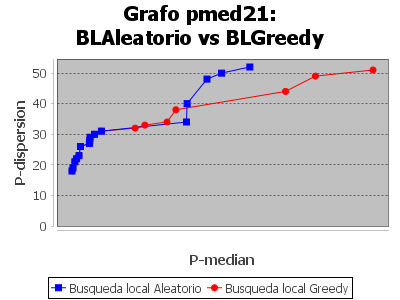 Grafo pmed21:
BLAleatorio vs BLGreedy
P-dispersion
50
40
30
20
10
0
P-median
Busqueda local Aleatorio
Busqueda local Greedy